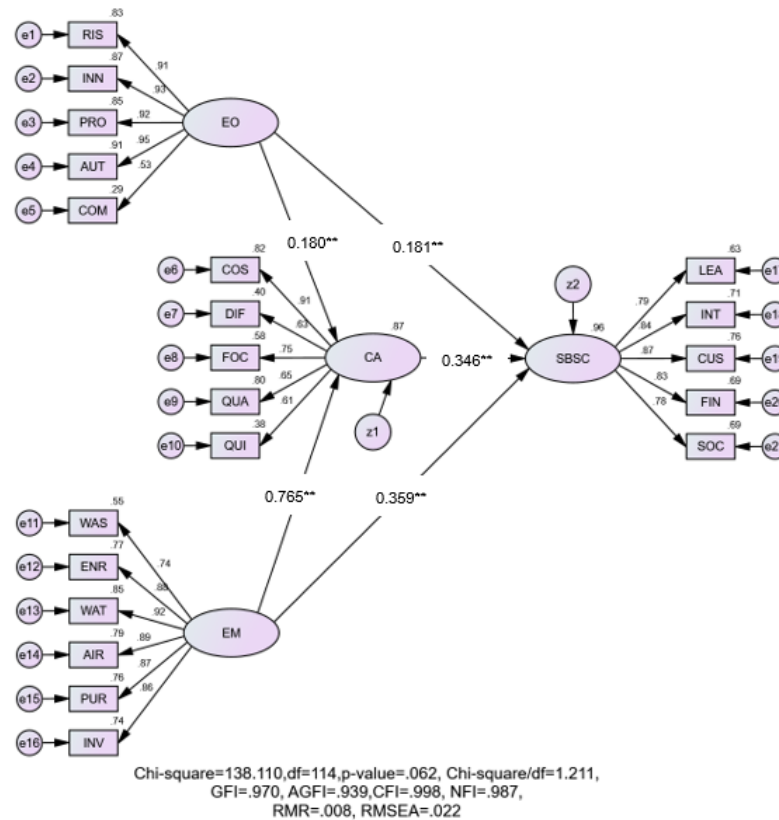 .83
e1 RIS
.91
.87
e2 INN
.93
.85
e3 PRO
.92
EO
.91
e4 AUT
.95
.29
e5 COM
.53
0.180**
0.181**
.82
e6 COS
.91
.40
e7 DIF
.63
.58
e8 FOC
.75
.80
e9 QUA
.65
.38
e10 QUI
.61
CA
.87
z1
0.346**
z2
SBSC
.96
.63
LEA
.79
.71
INT
.84
.76
CUS
.87
.69
FIN
.83
.69
SOC
.78
0.765**
0.359**
.55
e11 WAS
.74
.77
e12 ENR
.88
.85
e13 WAT
.92
.79
e14 AIR
.89
EM
.76
e15 PUR
.87
.74
e16 INV
.86
Chi-square=138.110,df=114,p-value=.062, Chi-square/df=1.211,
GFI=.970, AGFI=.939,CFI=.998, NFI=.987,
RMR=.008, RMSEA=.022